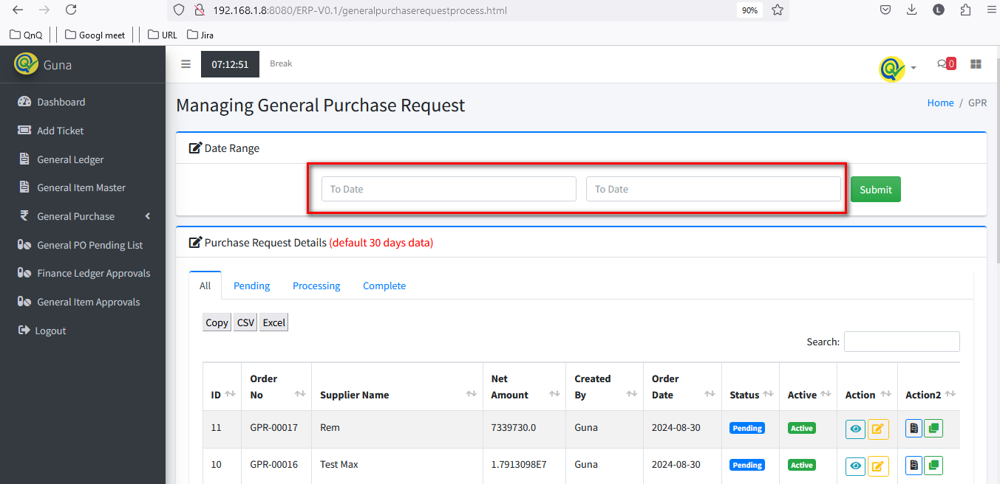 192.168.1.8:8080/ERP-V0.1/generalpurchaserequestprocess.html
90%
L
QnQ
Googl meet
URL
Jira
Guna
07:12:51
Break
0
Dashboard
Add Ticket
General Ledger
General Item Master
General Purchase
General PO Pending List
Finance Ledger Approvals
General Item Approvals
Logout
Managing General Purchase Request
Home / GPR
Date Range
To Date
To Date
Submit
Purchase Request Details (default 30 days data)
All
Pending
Processing
Complete
Copy
CSV
Excel
Search:
ID
Order No
Supplier Name
Net Amount
Created By
Order Date
Status
Active
Action
Action2
11 GPR-00017 Rem 7339730.0 Guna 2024-08-30 Pending Active
10 GPR-00016 Test Max 1.7913098E7 Guna 2024-08-30 Pending Active